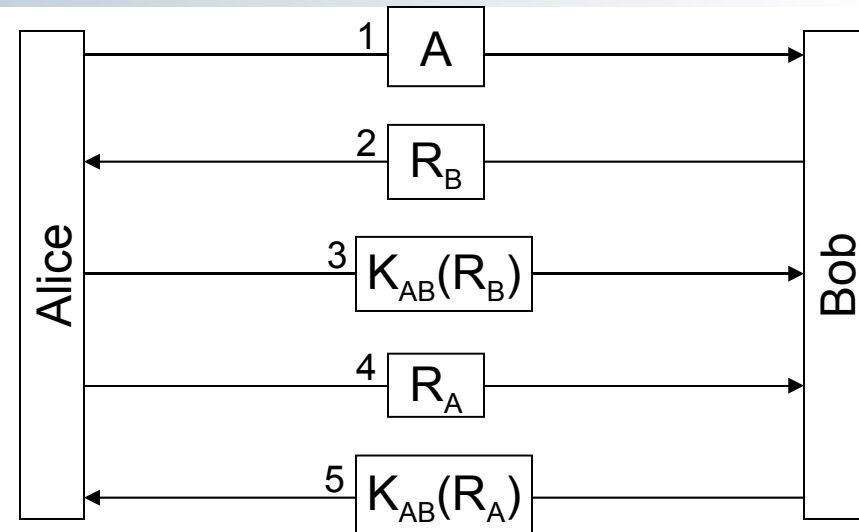 Alice
1
A
2
R_B
3
K_AB(R_B)
4
R_A
5
K_AB(R_A)
Bob